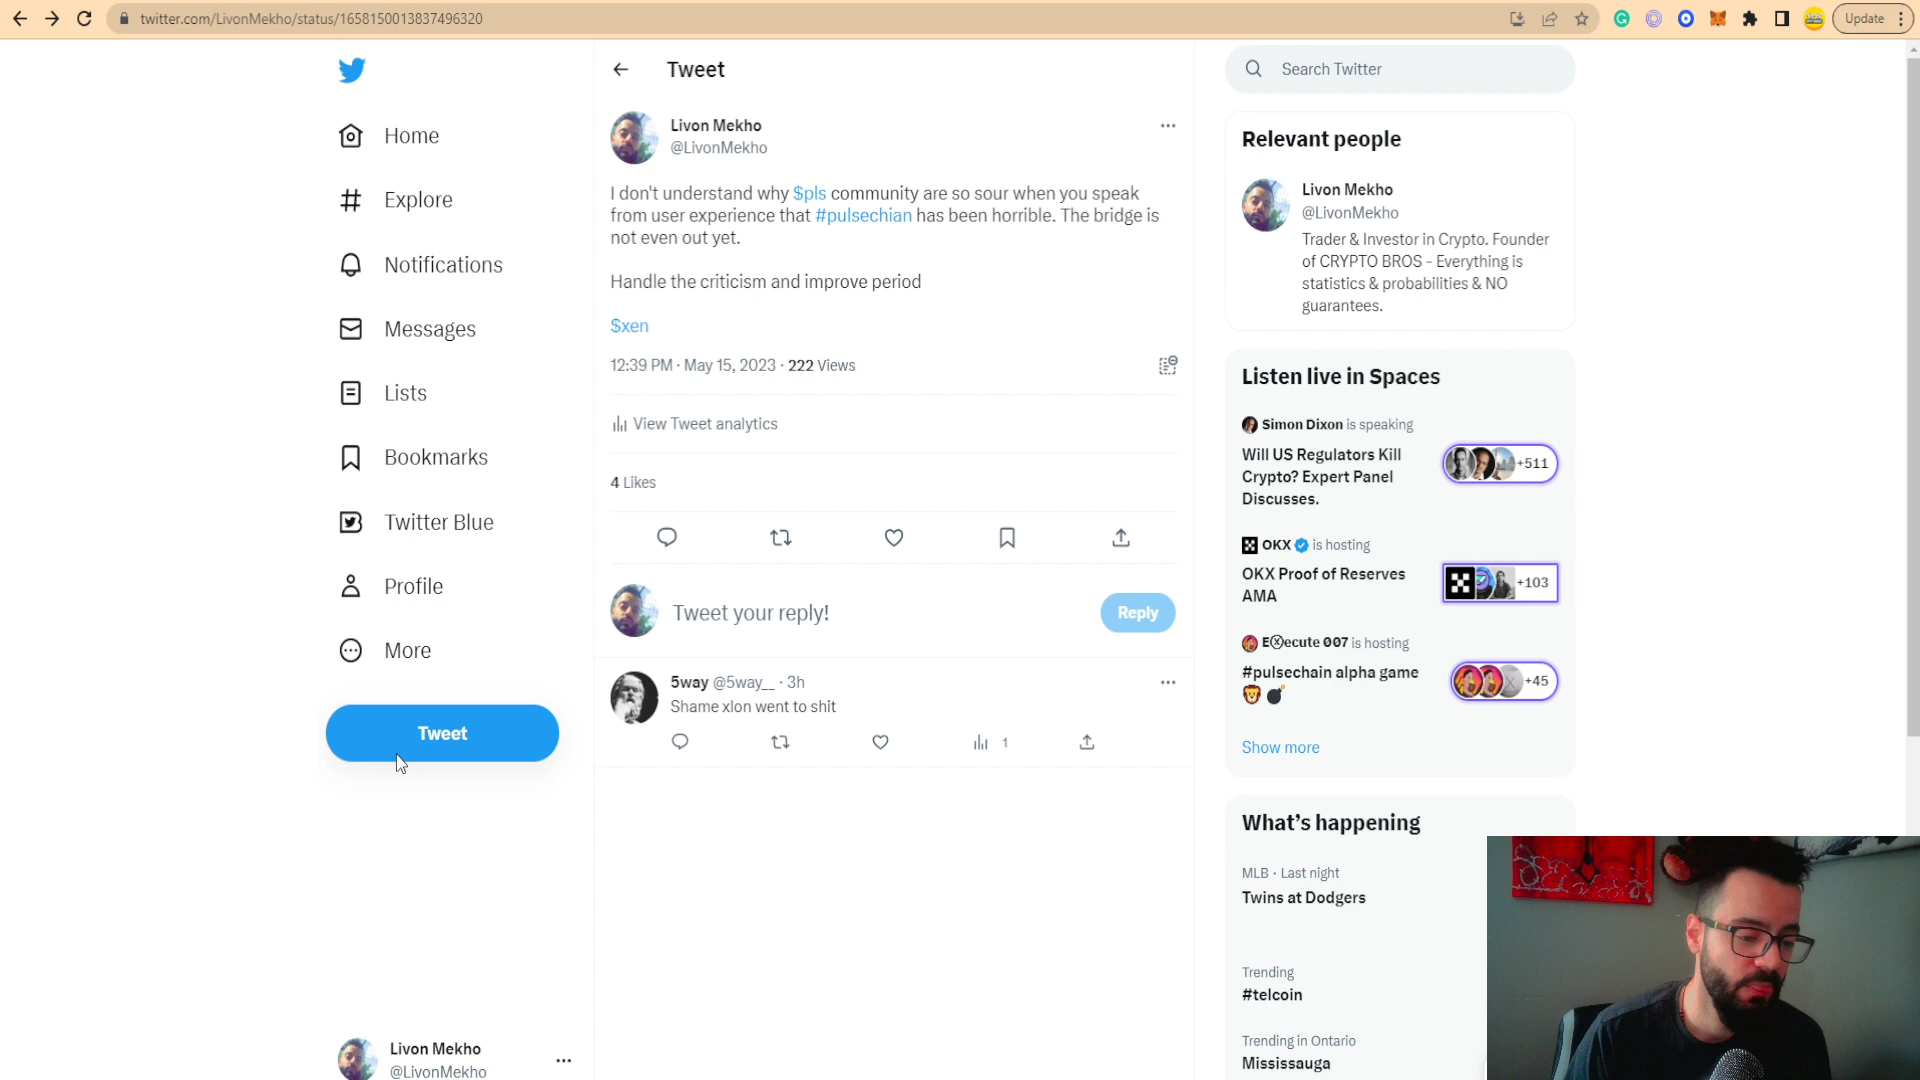 twitter.com/LivonMekho/status/1658150013837496320
Update
Home
Explore
Notifications
Messages
Lists
Bookmarks
Twitter Blue
Profile
More
Tweet
Livon Mekho
@LivonMekho
Tweet
Livon Mekho
@LivonMekho
I don't understand why $pls community are so sour when you speak
from user experience that #pulsechian has been horrible. The bridge is
not even out yet.
Handle the criticism and improve period
$xen
12:39 PM · May 15, 2023 · 222 Views
View Tweet analytics
4 Likes
Tweet your reply!
Reply
5way @5way__ · 3h
Shame xlon went to shit
1
Search Twitter
Relevant people
Livon Mekho
@LivonMekho
Trader & Investor in Crypto. Founder
of CRYPTO BROS - Everything is
statistics & probabilities & NO
guarantees.
Listen live in Spaces
Simon Dixon is speaking
Will US Regulators Kill
Crypto? Expert Panel
Discusses.
+511
OKX is hosting
OKX Proof of Reserves
AMA
+103
EⓍecute 007 is hosting
#pulsechain alpha game
🦁 💣
+45
Show more
What's happening
MLB · Last night
Twins at Dodgers
Trending
#telcoin
Trending in Ontario
Mississauga